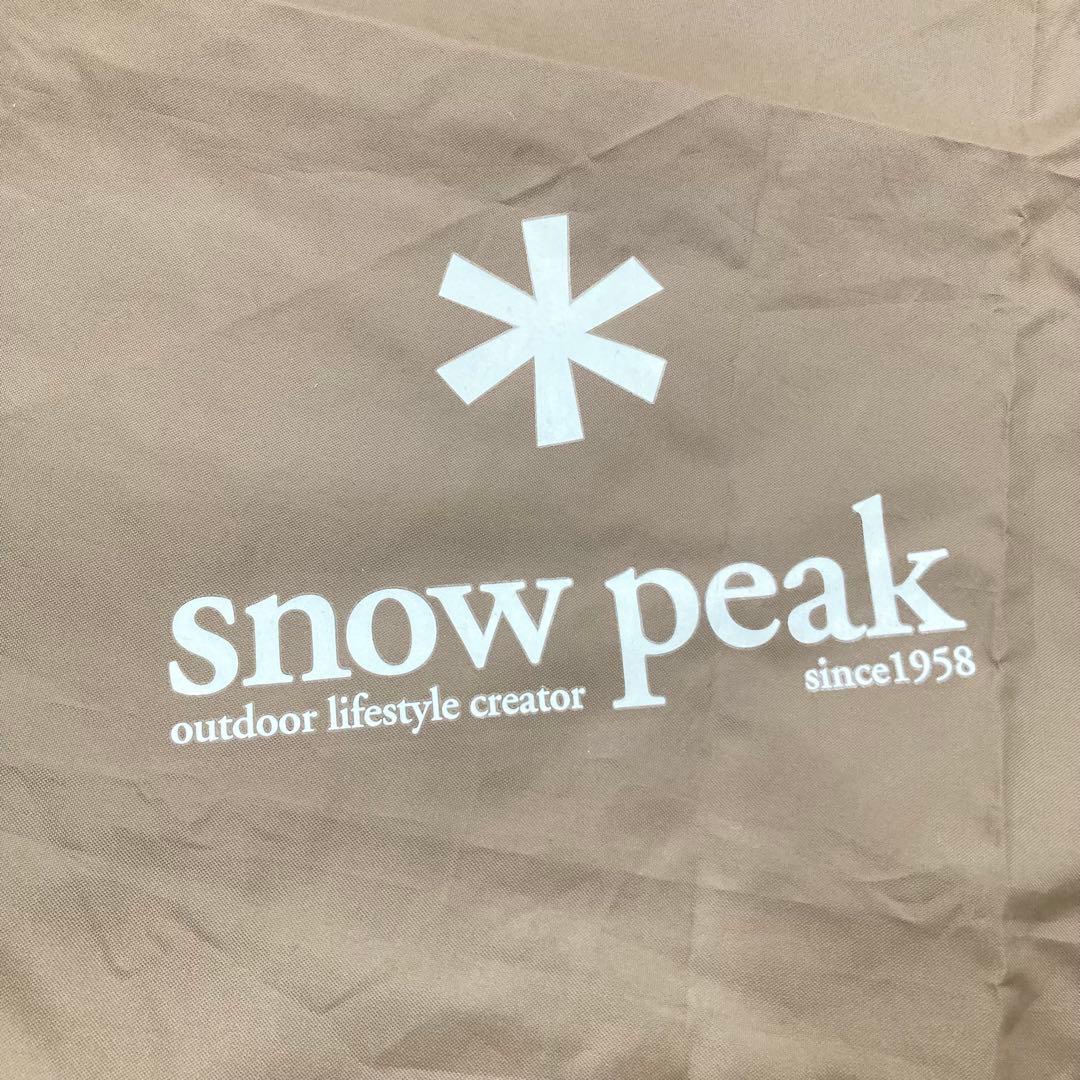 snow peak
outdoor lifestyle creator
since1958